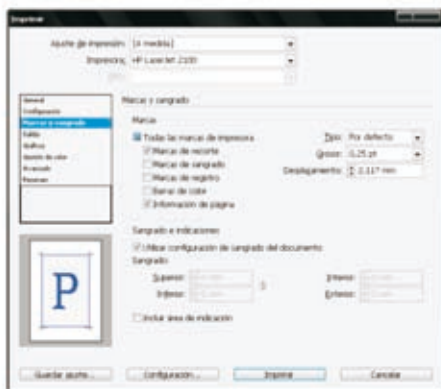 Imprimir
Ajuste de impresión: [A medida]
Impresora: HP LaserJet 2100
General
Configuración
Marcas y sangrado
Salida
Gráficos
Gestión de color
Avanzado
Resumen
Marcas y sangrado
Marcas
Todas las marcas de impresora
Marcas de recorte
Marcas de sangrado
Marcas de registro
Barras de color
Información de página
Tipo: Por defecto
Grosor: 0,25 pt
Desplazamiento: 2,117 mm
Sangrado e indicaciones
Utilizar configuración de sangrado del documento
Sangrado:
Superior:
Inferior:
Interior:
Exterior:
Incluir área de indicación
P
Guardar ajuste...
Configuración...
Imprimir
Cancelar